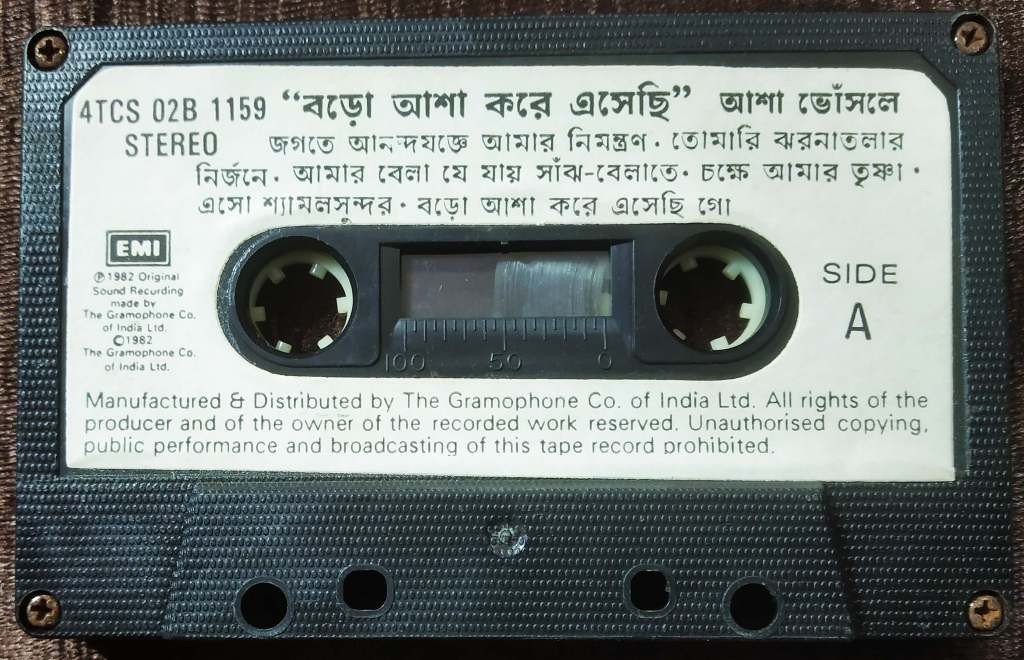 4TCS 02B 1159 “বড়ো আশা করে এসেছি” আশা ভোঁসলে
STEREO জগতে আনন্দযজ্ঞে আমার নিমন্ত্রণ · তোমারি ঝরনাতলার
নির্জনে · আমার বেলা যে যায় সাঁঝ-বেলাতে · চক্ষে আমার তৃষ্ণা ·
এসো শ্যামলসুন্দর · বড়ো আশা করে এসেছি গো
EMI
℗ 1982 Original
Sound Recording
made by
The Gramophone Co.
of India Ltd.
©1982
The Gramophone Co.
of India Ltd.
100 50 0
SIDE
A
Manufactured & Distributed by The Gramophone Co. of India Ltd. All rights of the
producer and of the owner of the recorded work reserved. Unauthorised copying,
public performance and broadcasting of this tape record prohibited.